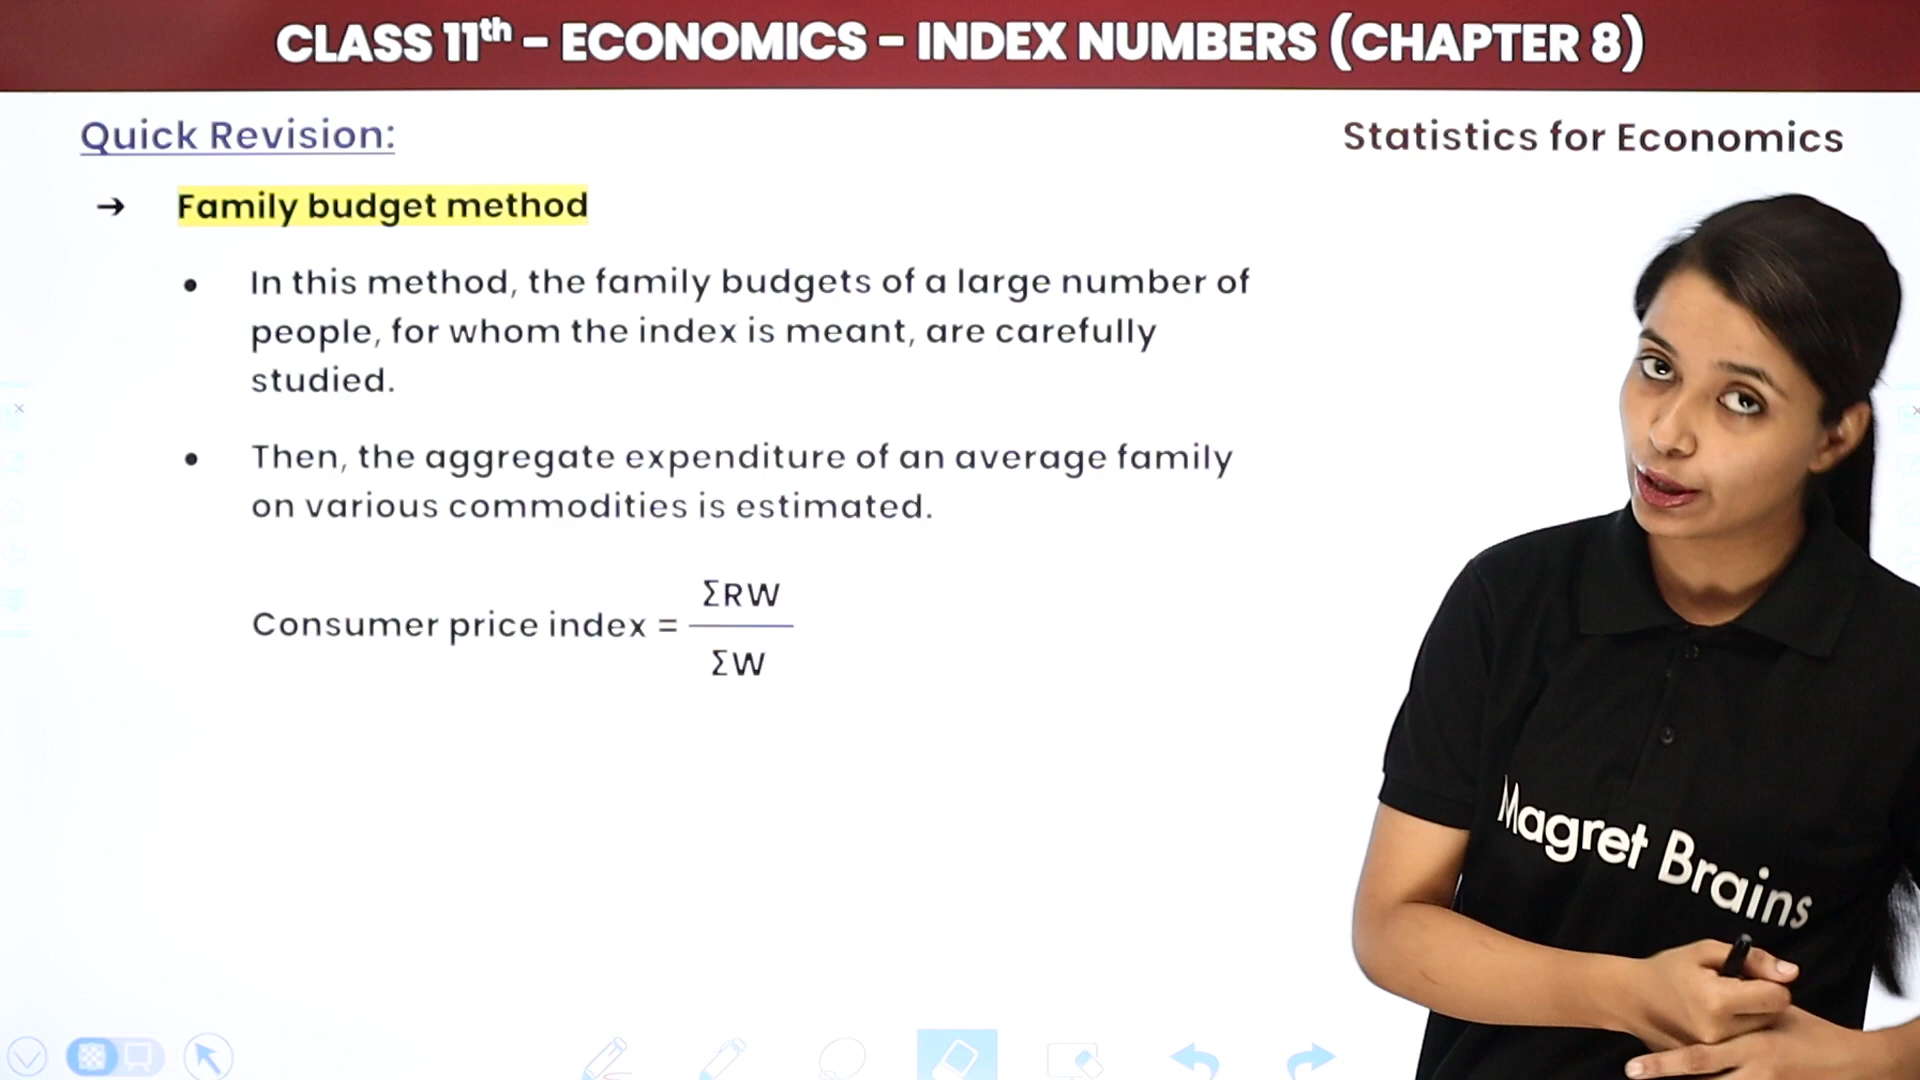 CLASS 11th - ECONOMICS - INDEX NUMBERS (CHAPTER 8)
Quick Revision:
Statistics for Economics
→ Family budget method
• In this method, the family budgets of a large number of
people, for whom the index is meant, are carefully
studied.
• Then, the aggregate expenditure of an average family
on various commodities is estimated.
ΣRW
Consumer price index =
ΣW
Magret Brains